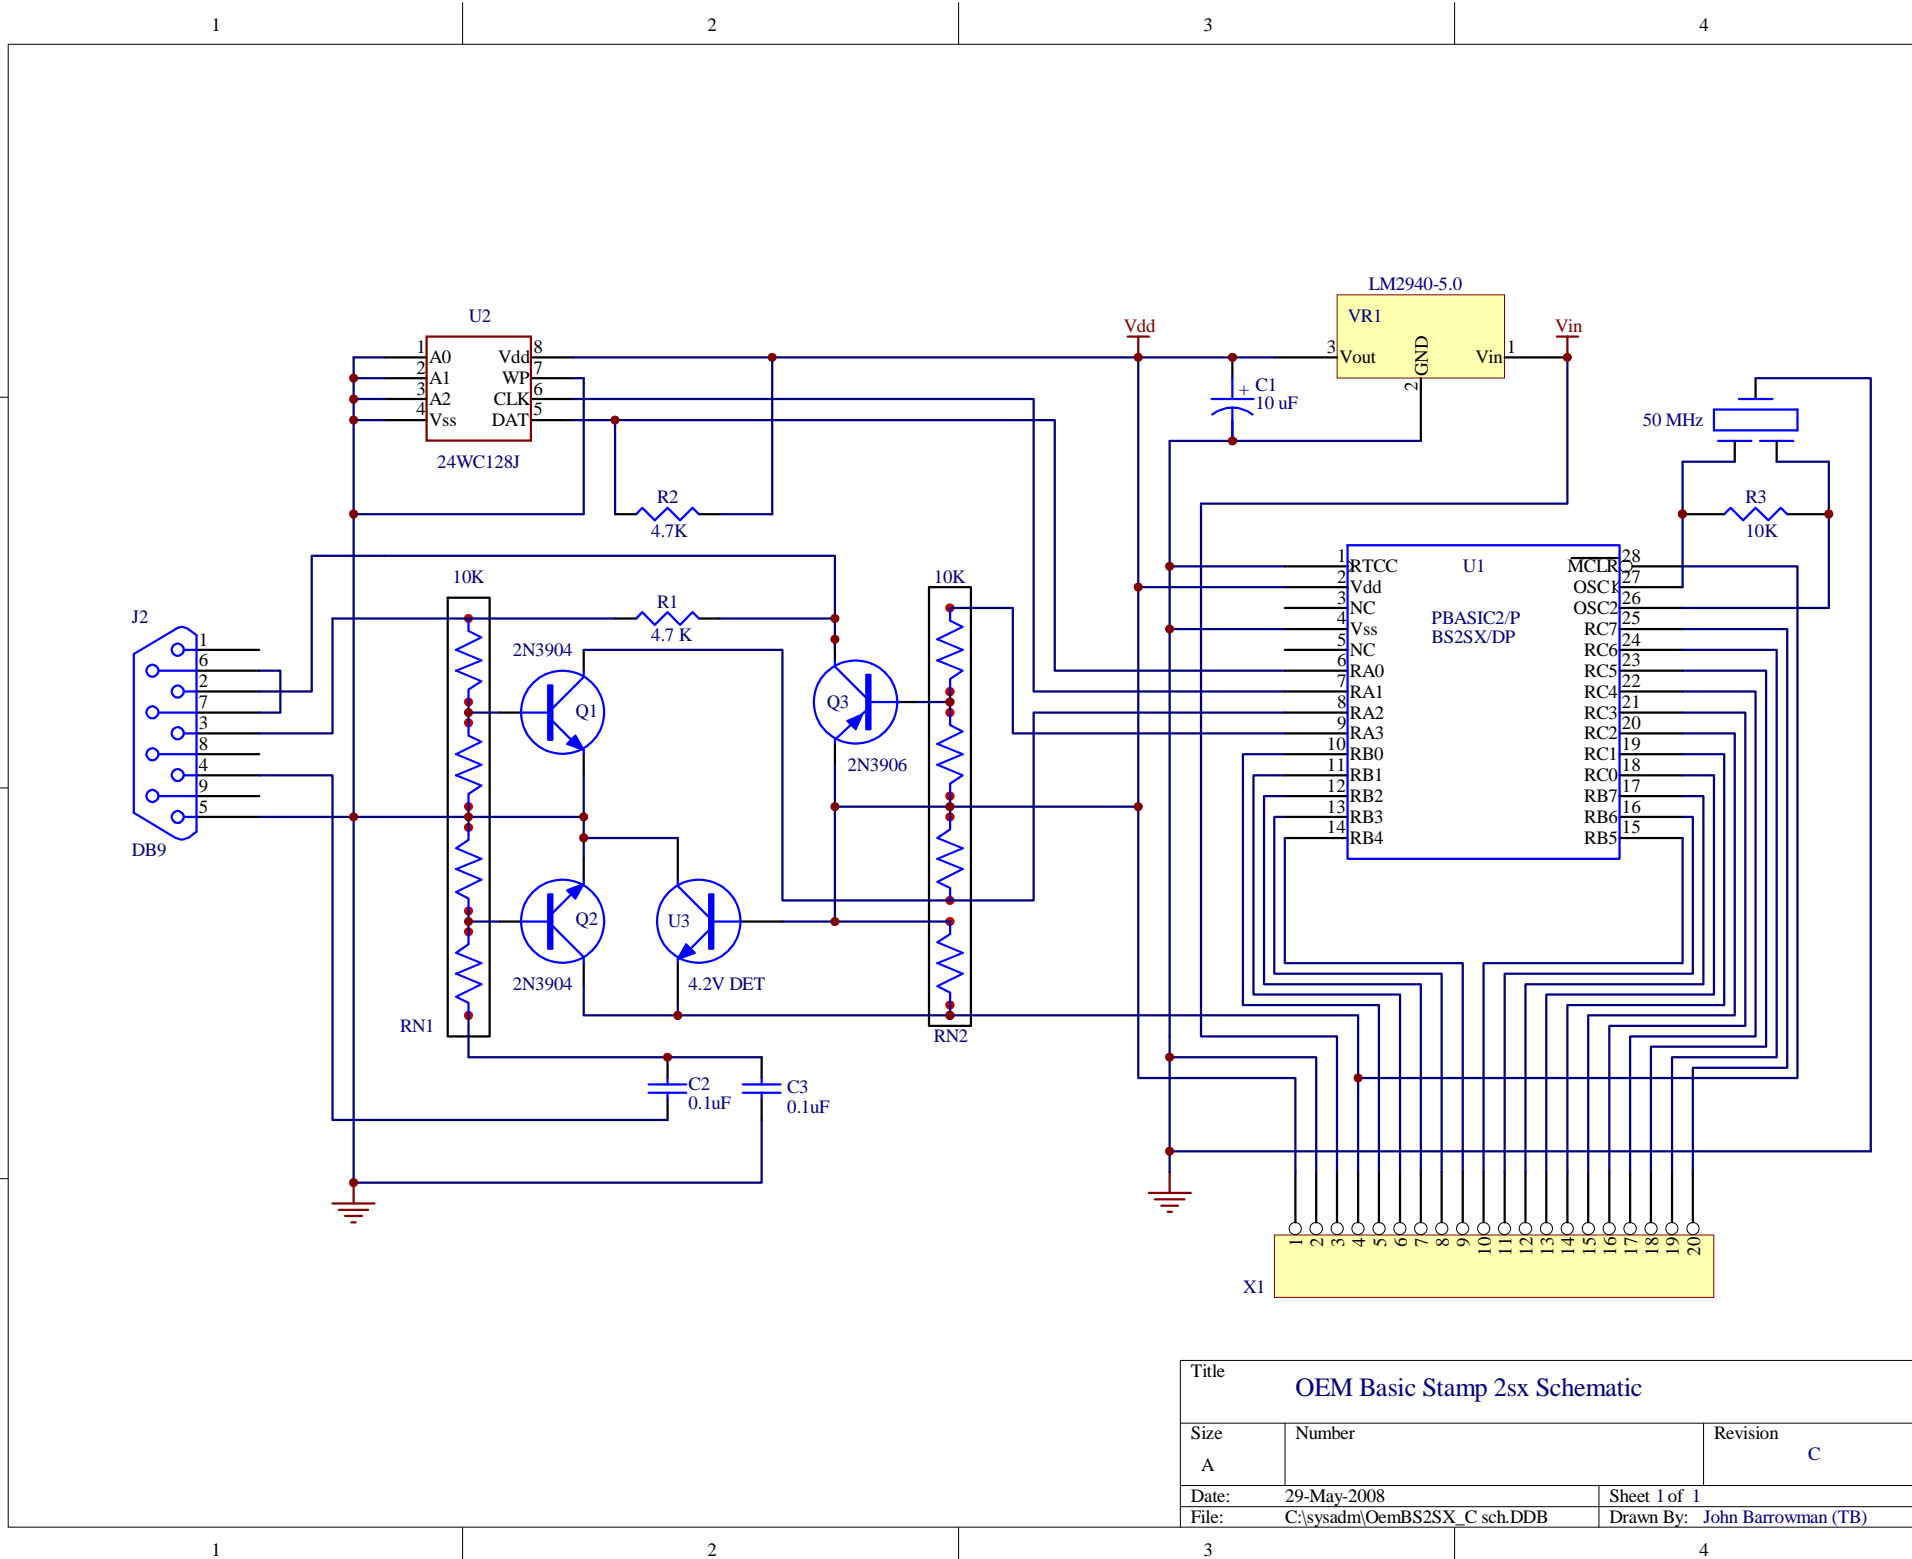 1 2 3 4
LM2940-5.0
VR1
3 Vout GND Vin 1
2
Vdd
Vin
U2
1 A0 Vdd 8
2 A1 WP 7
3 A2 CLK 6
4 Vss DAT 5
24WC128J
+ C1
10 uF
50 MHz
R2
4.7K
R3
10K
10K
R1
4.7 K
10K
J2
1
6
2
7
3
8
4
9
5
DB9
2N3904
Q1
Q3
2N3906
Q2
2N3904
U3
4.2V DET
RN1
RN2
C2
0.1uF
C3
0.1uF
U1
PBASIC2/P
BS2SX/DP
1 RTCC MCLR 28
2 Vdd OSC1 27
3 NC OSC2 26
4 Vss RC7 25
5 NC RC6 24
6 RA0 RC5 23
7 RA1 RC4 22
8 RA2 RC3 21
9 RA3 RC2 20
10 RB0 RC1 19
11 RB1 RC0 18
12 RB2 RB7 17
13 RB3 RB6 16
14 RB4 RB5 15
1 2 3 4 5 6 7 8 9 10 11 12 13 14 15 16 17 18 19 20
X1
Title
OEM Basic Stamp 2sx Schematic
Size Number Revision
A C
Date: 29-May-2008 Sheet 1 of 1
File: C:\sysadm\OemBS2SX_C sch.DDB Drawn By: John Barrowman (TB)
1 2 3 4